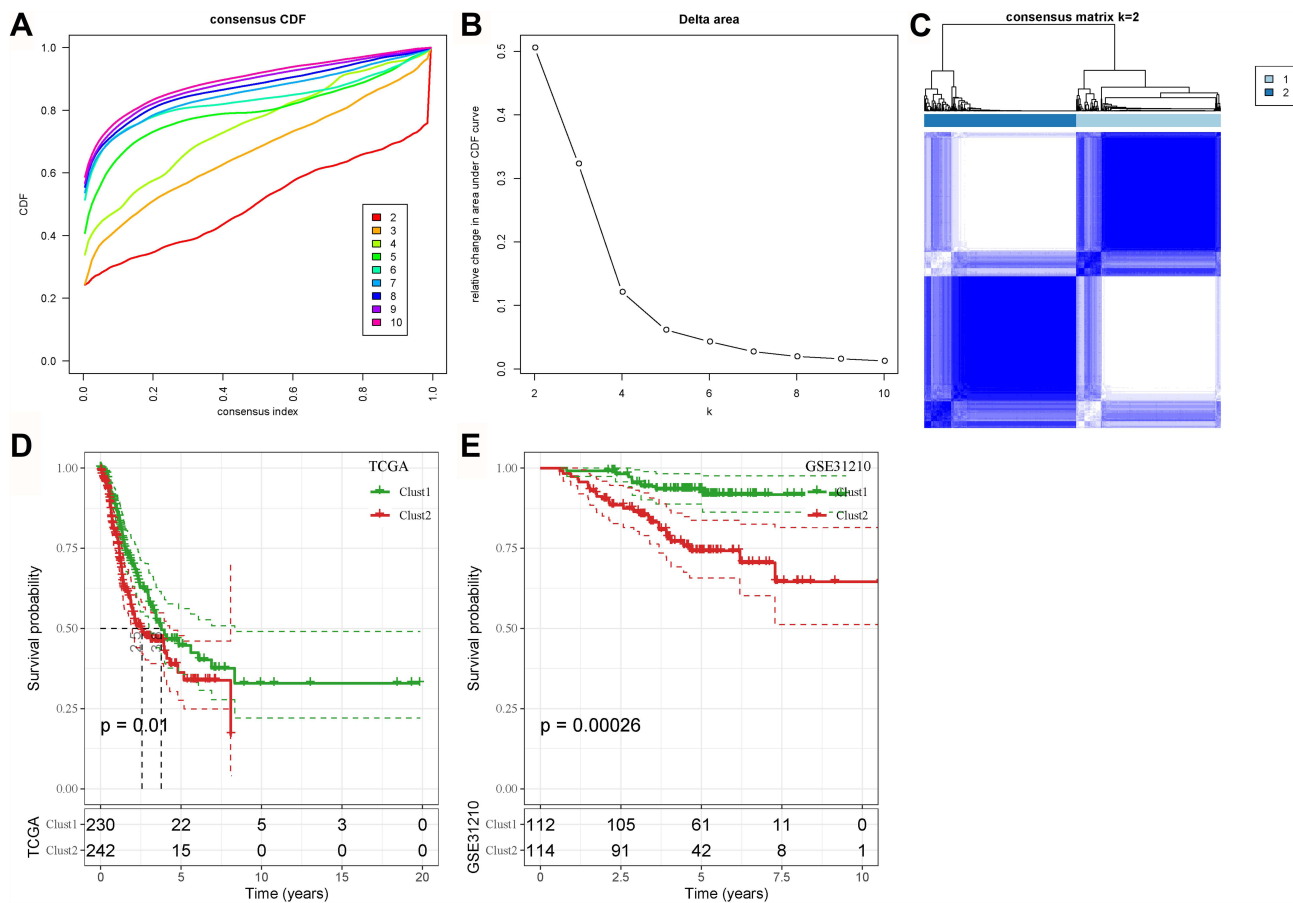 A
consensus CDF
CDF
1.0
0.8
0.6
0.4
0.2
0.0
2
3
4
5
6
7
8
9
10
0.0
0.2
0.4
0.6
0.8
1.0
consensus index
B
Delta area
relative change in area under CDF curve
0.5
0.4
0.3
0.2
0.1
0.0
2
4
6
8
10
k
C
consensus matrix k=2
1
2
D
TCGA
Clust1
Clust2
Survival probability
1.00
0.75
0.50
0.25
0.00
2.5
p = 0.01
TCGA
Clust1 230 22 5 3 0
Clust2 242 15 0 0 0
0 5 10 15 20
Time (years)
E
GSE31210
Clust1
Clust2
Survival probability
1.00
0.75
0.50
0.25
0.00
p = 0.00026
GSE31210
Clust1 112 105 61 11 0
Clust2 114 91 42 8 1
0 2.5 5 7.5 10
Time (years)